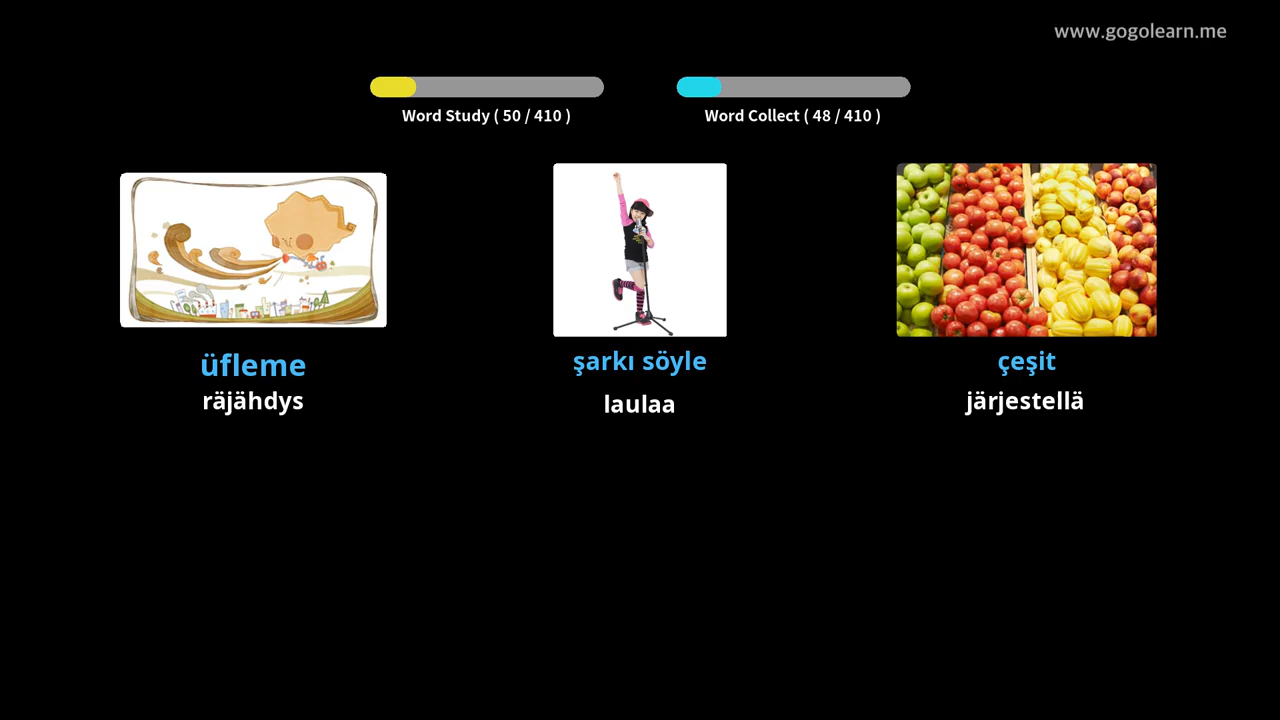 www.gogolearn.me
Word Study ( 50 / 410 )
Word Collect ( 48 / 410 )
üfleme
räjähdys
şarkı söyle
laulaa
çeşit
järjestellä